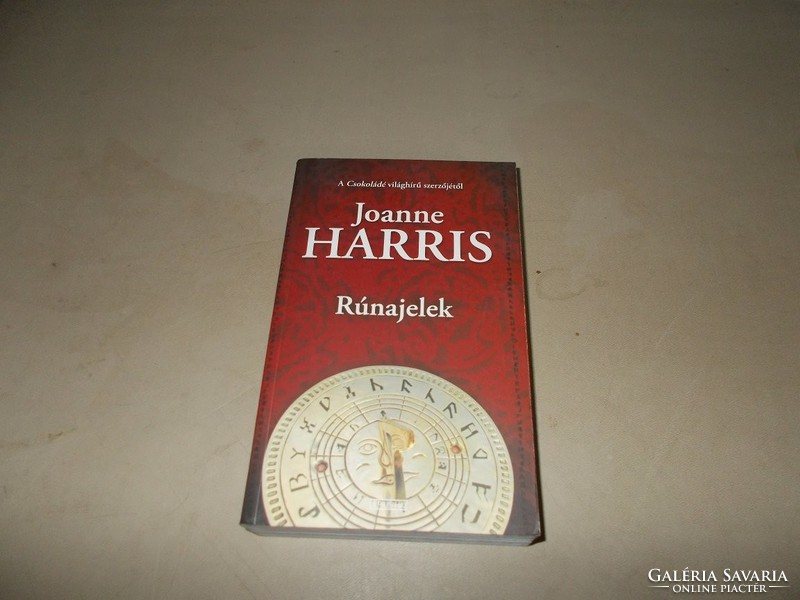 A Csokoládé világhírű szerzőjétől
Joanne
HARRIS
Rúnajelek
GALÉRIA SAVARIA
ONLINE PIACTÉR